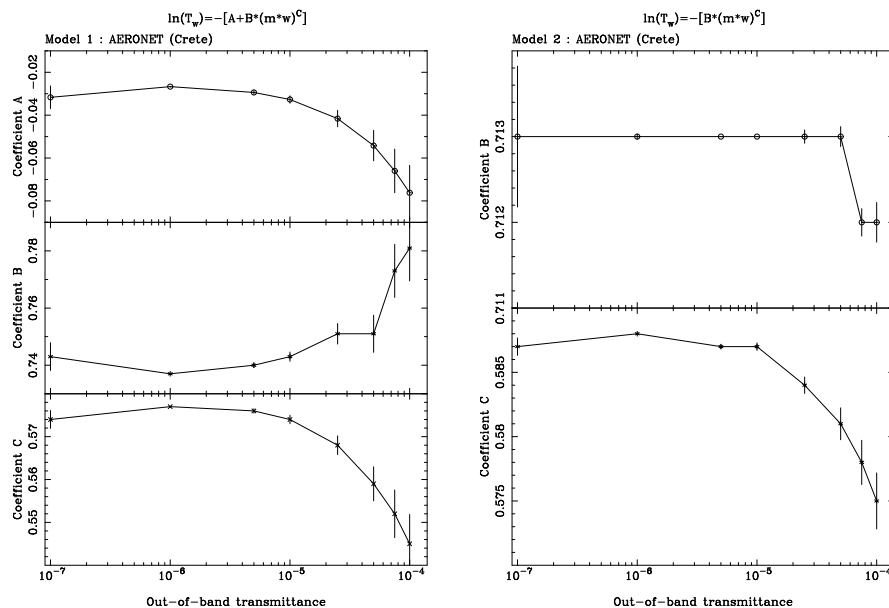 ln(T_w)=-[A+B*(m*w)^C]
Model 1 : AERONET (Crete)
Coefficient A
-0.02
-0.04
-0.06
-0.08
Coefficient B
0.78
0.76
0.74
Coefficient C
0.57
0.56
0.55
10^-7
10^-6
10^-5
10^-4
Out-of-band transmittance
ln(T_w)=-[B*(m*w)^C]
Model 2 : AERONET (Crete)
Coefficient B
0.713
0.712
0.711
Coefficient C
0.585
0.58
0.575
10^-7
10^-6
10^-5
10^-4
Out-of-band transmittance